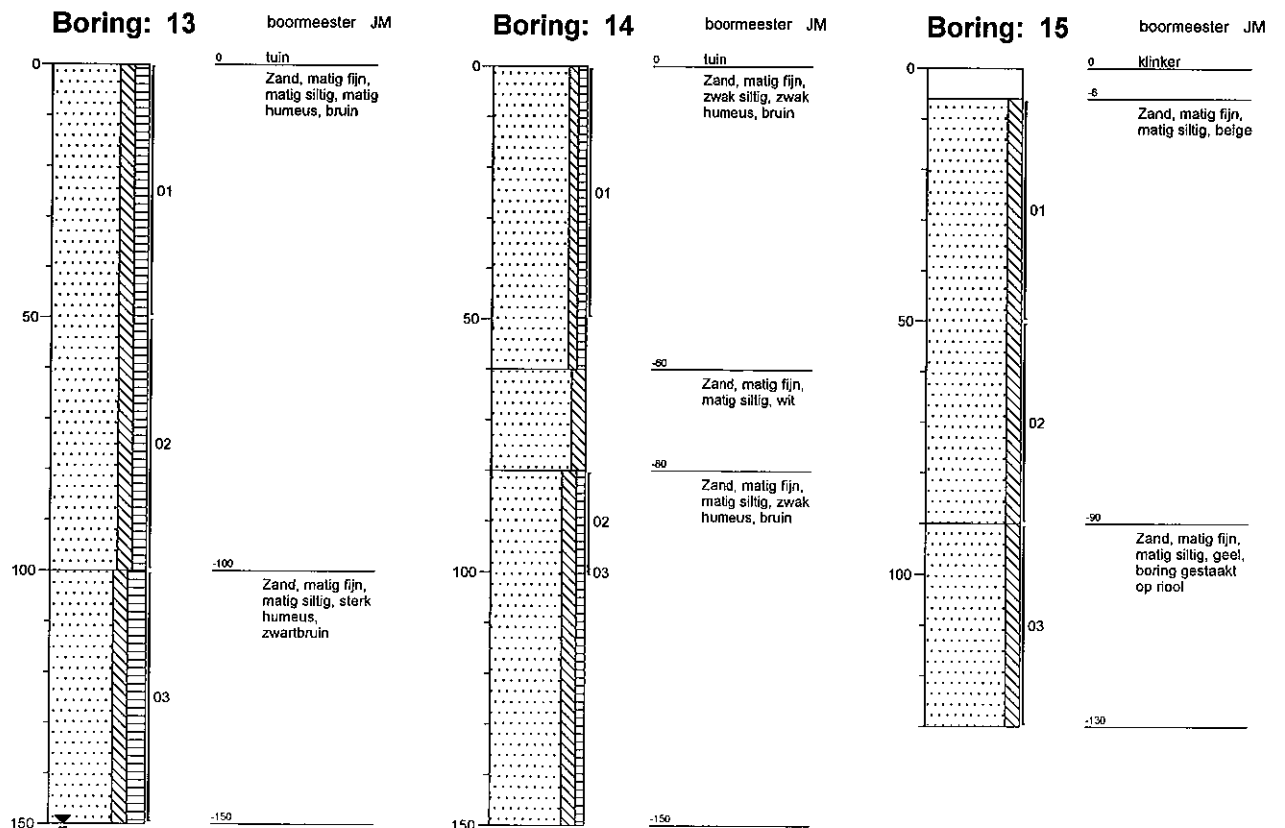 Boring: 13
boormeester JM
0
50
100
150
01
02
03
0 tuin
Zand, matig fijn,
matig siltig, matig
humeus, bruin
-100
Zand, matig fijn,
matig siltig, sterk
humeus,
zwartbruin
-150
Boring: 14
boormeester JM
0
50
100
150
01
02
03
0 tuin
Zand, matig fijn,
zwak siltig, zwak
humeus, bruin
-60
Zand, matig fijn,
matig siltig, wit
-80
Zand, matig fijn,
matig siltig, zwak
humeus, bruin
-150
Boring: 15
boormeester JM
0
50
100
01
02
03
0 klinker
-6
Zand, matig fijn,
matig siltig, beige
-90
Zand, matig fijn,
matig siltig, geel,
boring gestaakt
op riool
-130